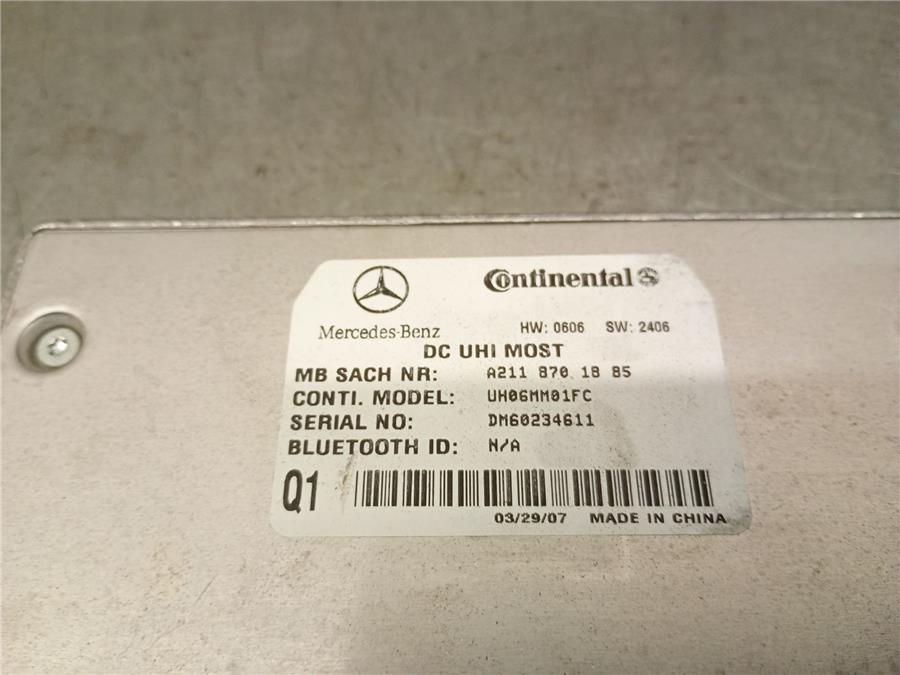 Continental
Mercedes-Benz
HW: 0606 SW: 2406
DC UHI MOST
MB SACH NR: A211 870 18 85
CONTI. MODEL: UH06MM01FC
SERIAL NO: DM60234611
BLUETOOTH ID: N/A
Q1
03/29/07 MADE IN CHINA